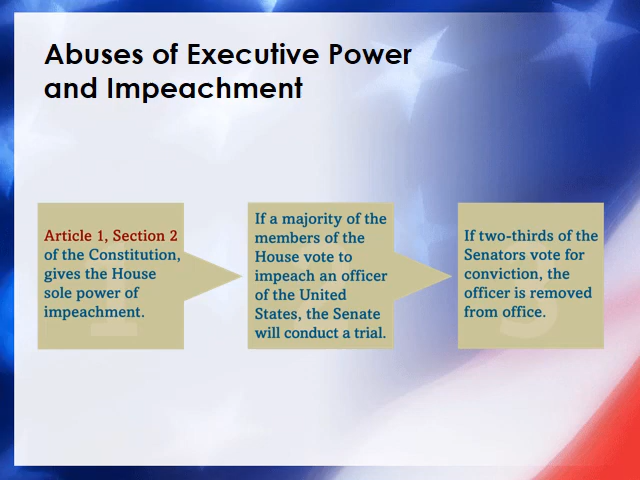 Abuses of Executive Power
and Impeachment
Article 1, Section 2
of the Constitution,
gives the House
sole power of
impeachment.
If a majority of the
members of the
House vote to
impeach an officer
of the United
States, the Senate
will conduct a trial.
If two-thirds of the
Senators vote for
conviction, the
officer is removed
from office.